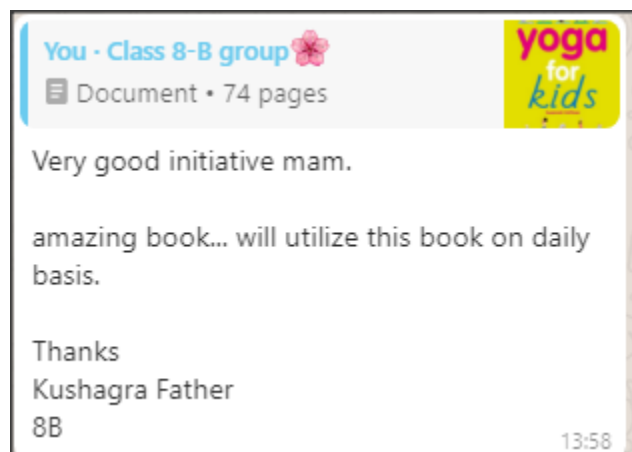 You · Class 8-B group🌸
Document • 74 pages
yoga
for
kids
Very good initiative mam.
amazing book... will utilize this book on daily
basis.
Thanks
Kushagra Father
8B
13:58